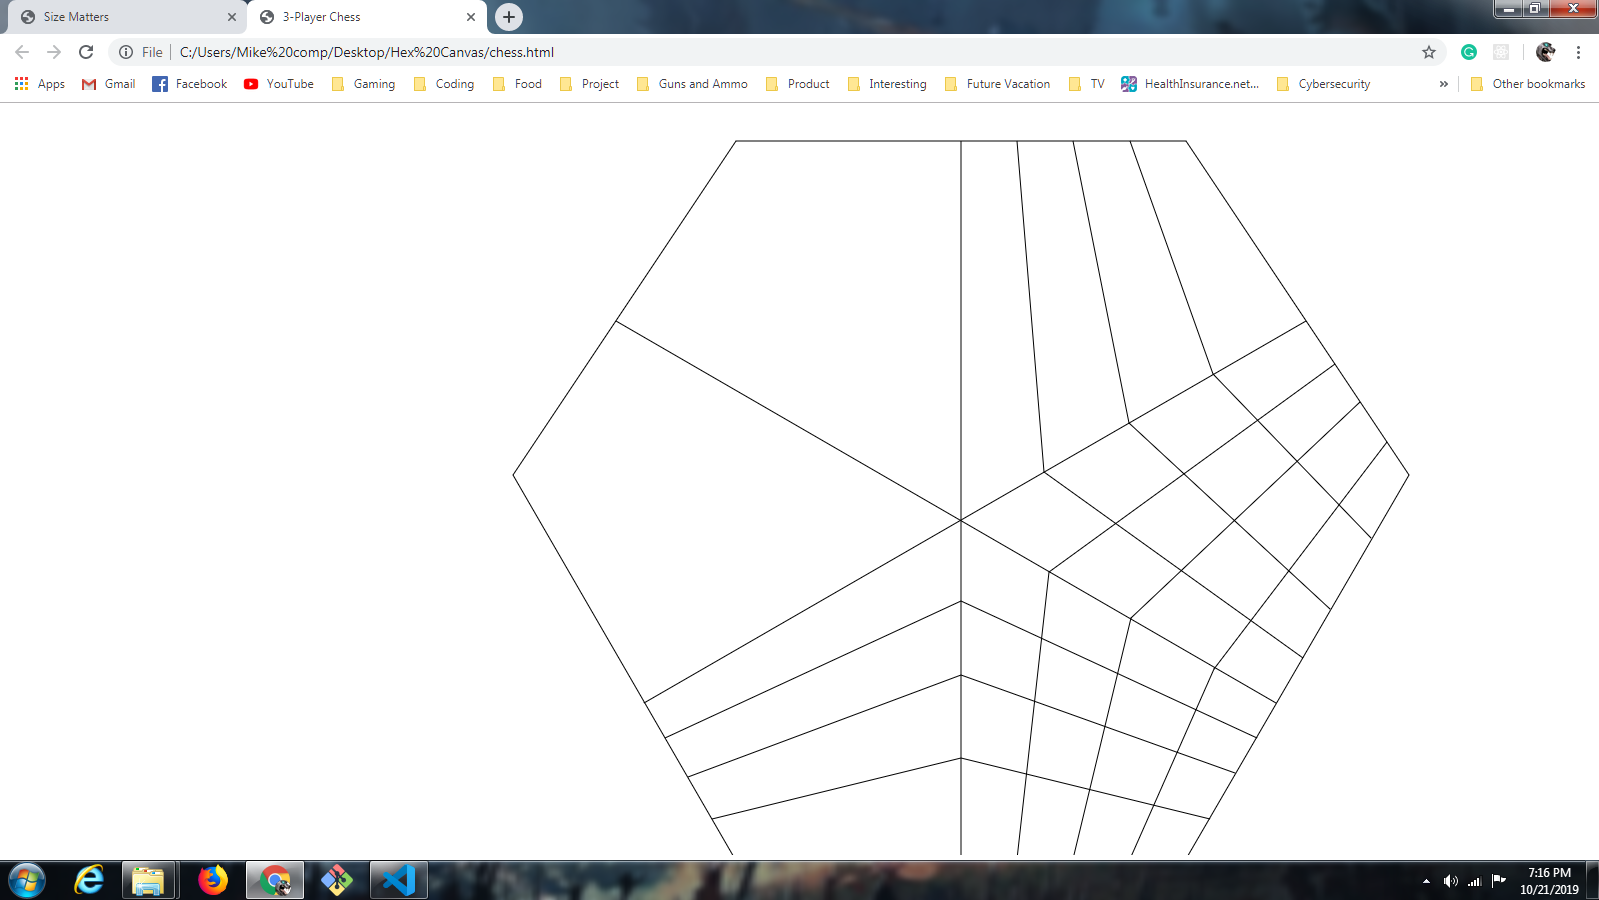 Size Matters
3-Player Chess
File C:/Users/Mike%20comp/Desktop/Hex%20Canvas/chess.html
Apps Gmail Facebook YouTube Gaming Coding Food Project Guns and Ammo Product Interesting Future Vacation TV HealthInsurance.net... Cybersecurity » Other bookmarks
7:16 PM
10/21/2019